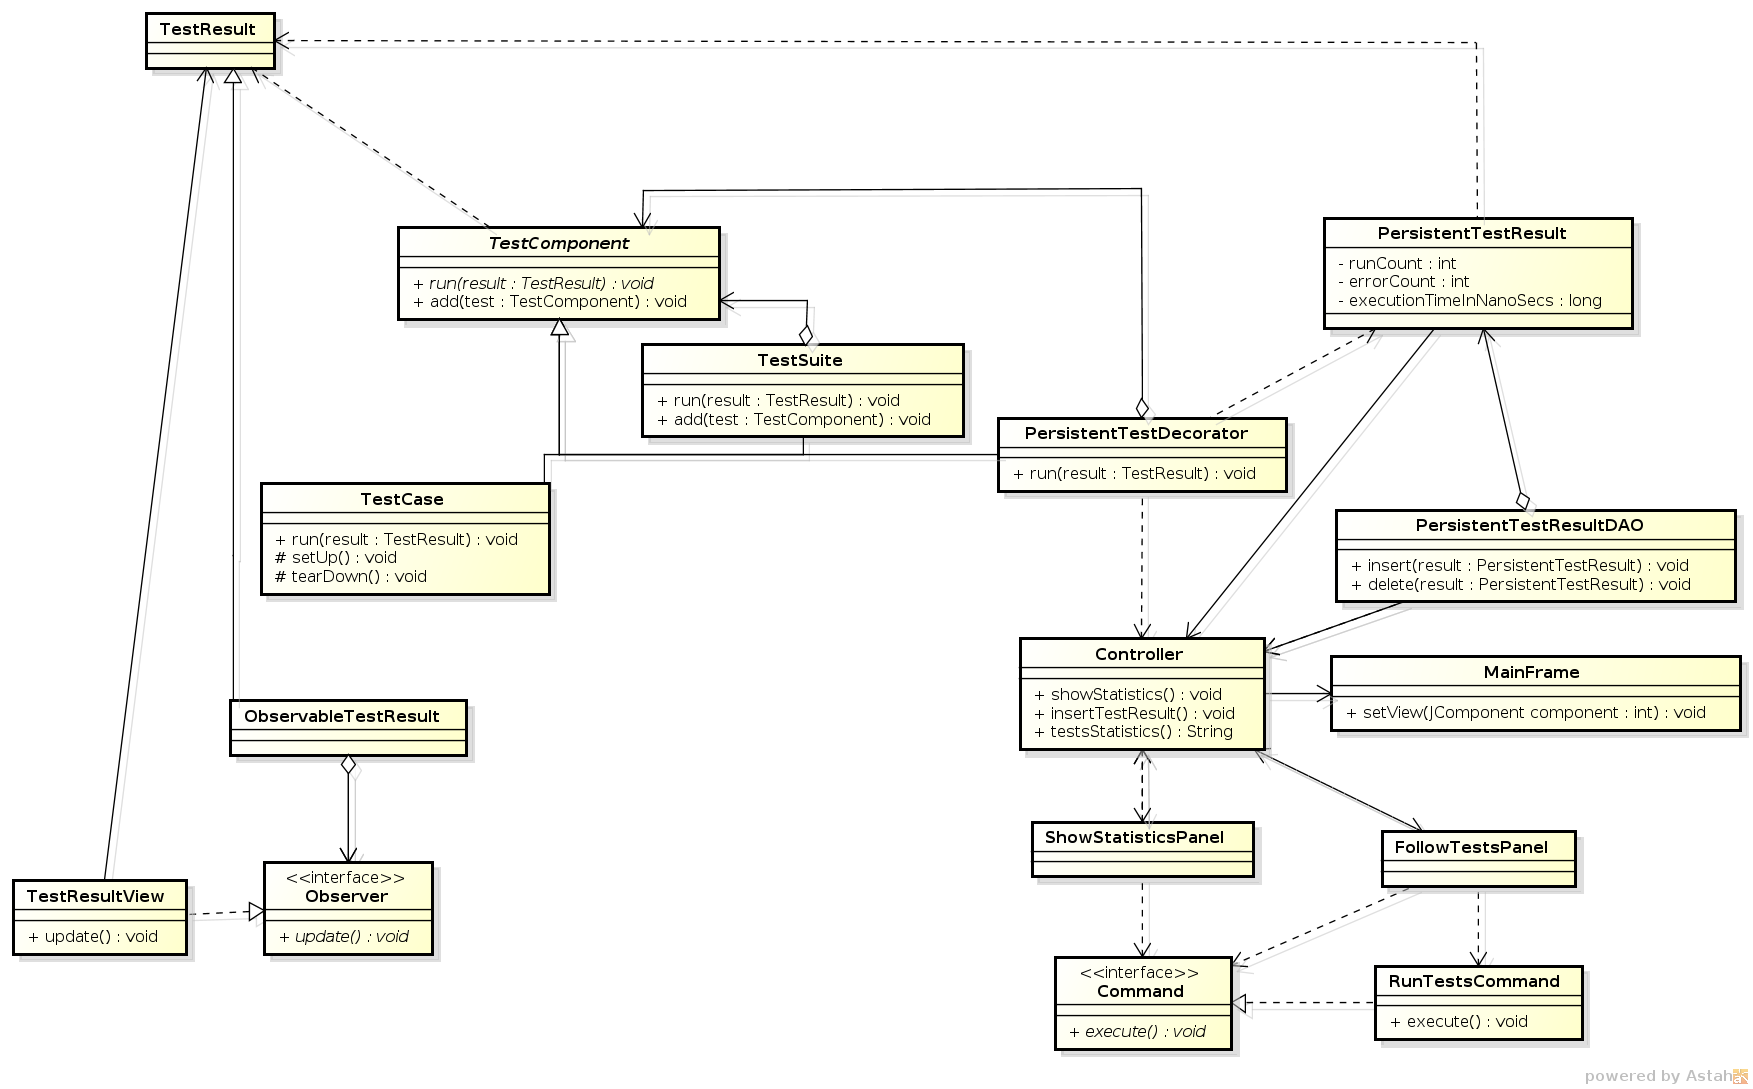 TestResult
TestComponent
+ run(result : TestResult) : void
+ add(test : TestComponent) : void
PersistentTestResult
- runCount : int
- errorCount : int
- executionTimeInNanoSecs : long
TestSuite
+ run(result : TestResult) : void
+ add(test : TestComponent) : void
PersistentTestDecorator
+ run(result : TestResult) : void
TestCase
+ run(result : TestResult) : void
# setUp() : void
# tearDown() : void
PersistentTestResultDAO
+ insert(result : PersistentTestResult) : void
+ delete(result : PersistentTestResult) : void
Controller
+ showStatistics() : void
+ insertTestResult() : void
+ testsStatistics() : String
MainFrame
+ setView(JComponent component : int) : void
ObservableTestResult
ShowStatisticsPanel
FollowTestsPanel
TestResultView
+ update() : void
<<interface>>
Observer
+ update() : void
<<interface>>
Command
+ execute() : void
RunTestsCommand
+ execute() : void
powered by Astah